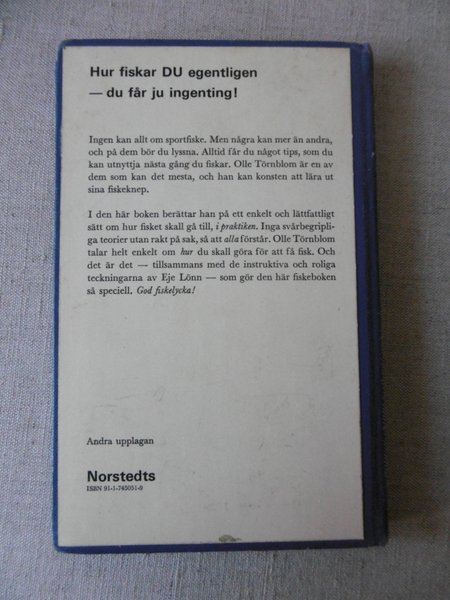 Hur fiskar DU egentligen
— du får ju ingenting!
Ingen kan allt om sportfiske. Men några kan mer än andra,
och på dem bör du lyssna. Alltid får du något tips, som du
kan utnyttja nästa gång du fiskar. Olle Törnblom är en av
dem som kan det mesta, och han kan konsten att lära ut
sina fiskeknep.
I den här boken berättar han på ett enkelt och lättfattligt
sätt om hur fisket skall gå till, i praktiken. Inga svårbegripli-
ga teorier utan rakt på sak, så att alla förstår. Olle Törnblom
talar helt enkelt om hur du skall göra för att få fisk. Och
det är det — tillsammans med de instruktiva och roliga
teckningarna av Eje Lönn — som gör den här fiskeboken
så speciell. God fiskelycka!
Andra upplagan
Norstedts
ISBN 91-1-745051-9